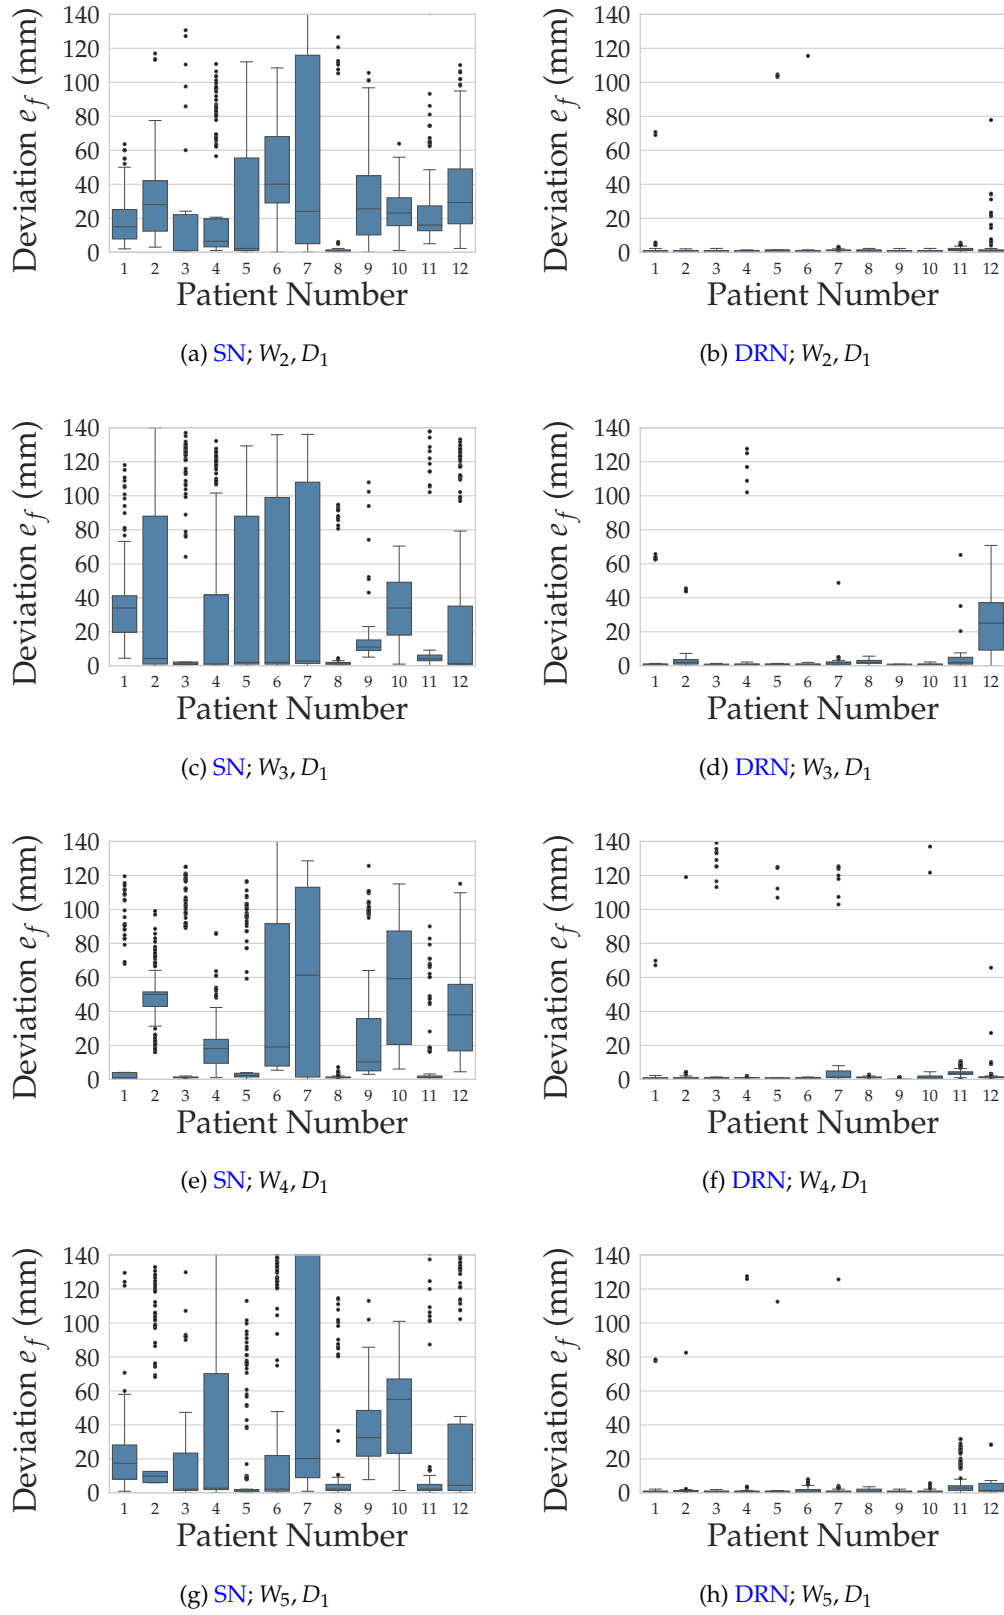 140
120
100
80
60
40
20
0
Deviation e_f (mm)
1 2 3 4 5 6 7 8 9 10 11 12
Patient Number
(a) SN; W_2, D_1
140
120
100
80
60
40
20
0
Deviation e_f (mm)
1 2 3 4 5 6 7 8 9 10 11 12
Patient Number
(b) DRN; W_2, D_1
140
120
100
80
60
40
20
0
Deviation e_f (mm)
1 2 3 4 5 6 7 8 9 10 11 12
Patient Number
(c) SN; W_3, D_1
140
120
100
80
60
40
20
0
Deviation e_f (mm)
1 2 3 4 5 6 7 8 9 10 11 12
Patient Number
(d) DRN; W_3, D_1
140
120
100
80
60
40
20
0
Deviation e_f (mm)
1 2 3 4 5 6 7 8 9 10 11 12
Patient Number
(e) SN; W_4, D_1
140
120
100
80
60
40
20
0
Deviation e_f (mm)
1 2 3 4 5 6 7 8 9 10 11 12
Patient Number
(f) DRN; W_4, D_1
140
120
100
80
60
40
20
0
Deviation e_f (mm)
1 2 3 4 5 6 7 8 9 10 11 12
Patient Number
(g) SN; W_5, D_1
140
120
100
80
60
40
20
0
Deviation e_f (mm)
1 2 3 4 5 6 7 8 9 10 11 12
Patient Number
(h) DRN; W_5, D_1